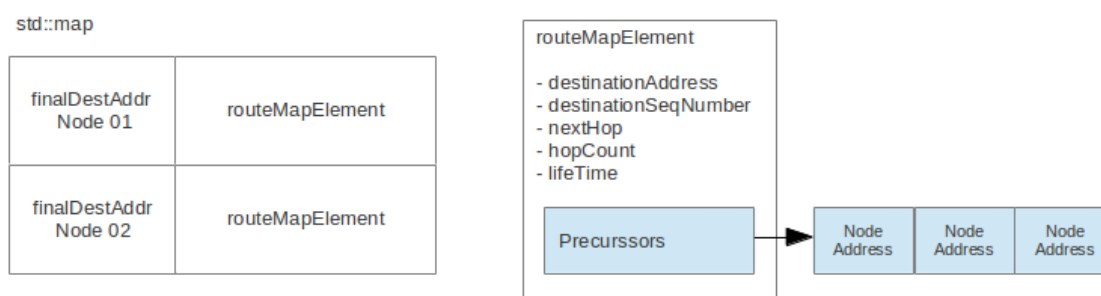 std::map
finalDestAddr
Node 01
routeMapElement
finalDestAddr
Node 02
routeMapElement
routeMapElement
- destinationAddress
- destinationSeqNumber
- nextHop
- hopCount
- lifeTime
Precurssors
Node
Address
Node
Address
Node
Address